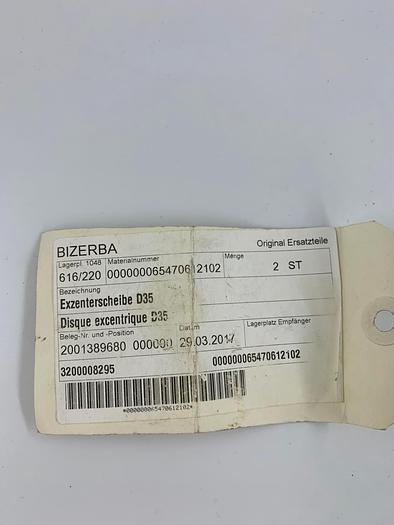 BIZERBA Original Ersatzteile
Lagerpl. 1048 Materialnummer Menge
616/220 000000065470612102 2 ST
Bezeichnung
Exzenterscheibe D35
Disque excentrique D35
Beleg-Nr. und -Position Datum Lagerplatz Empfänger
2001389680 000000 29.03.2017
3200008295 000000065470612102
*000000065470612102*